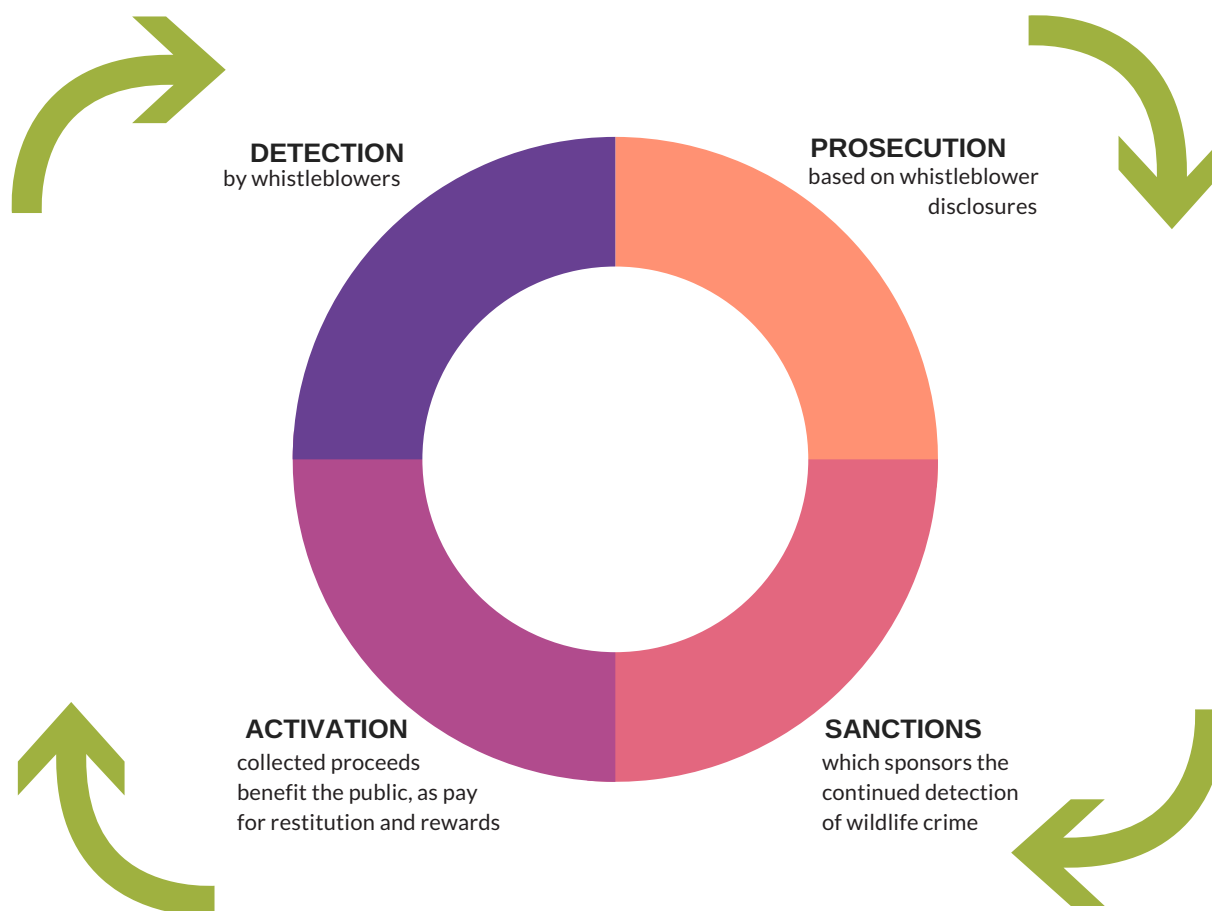 DETECTION
by whistleblowers
PROSECUTION
based on whistleblower
disclosures
ACTIVATION
collected proceeds
benefit the public, as pay
for restitution and rewards
SANCTIONS
which sponsors the
continued detection
of wildlife crime